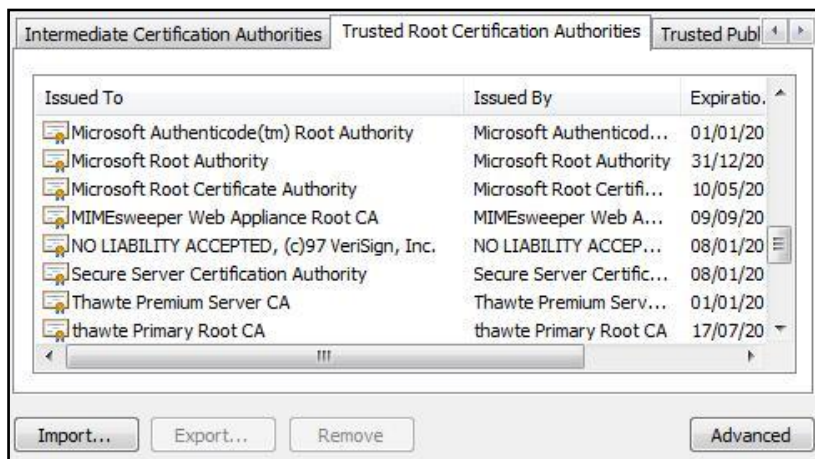 Intermediate Certification Authorities Trusted Root Certification Authorities Trusted Publ
Issued To Issued By Expiratio.
Microsoft Authenticode(tm) Root Authority Microsoft Authenticod... 01/01/20
Microsoft Root Authority Microsoft Root Authority 31/12/20
Microsoft Root Certificate Authority Microsoft Root Certifi... 10/05/20
MIMEsweeper Web Appliance Root CA MIMEsweeper Web A... 09/09/20
NO LIABILITY ACCEPTED, (c)97 VeriSign, Inc. NO LIABILITY ACCEP... 08/01/20
Secure Server Certification Authority Secure Server Certific... 08/01/20
Thawte Premium Server CA Thawte Premium Serv... 01/01/20
thawte Primary Root CA thawte Primary Root CA 17/07/20
Import... Export... Remove Advanced